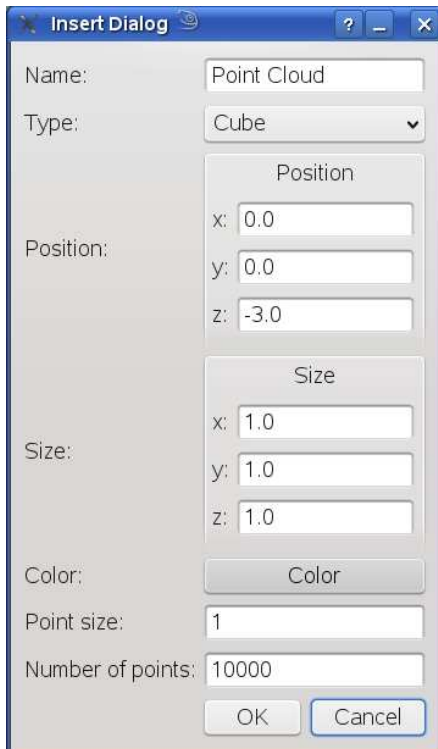 Insert Dialog ?
Name: Point Cloud
Type: Cube
Position
Position:
x: 0.0
y: 0.0
z: -3.0
Size
Size:
x: 1.0
y: 1.0
z: 1.0
Color: Color
Point size: 1
Number of points: 10000
OK Cancel